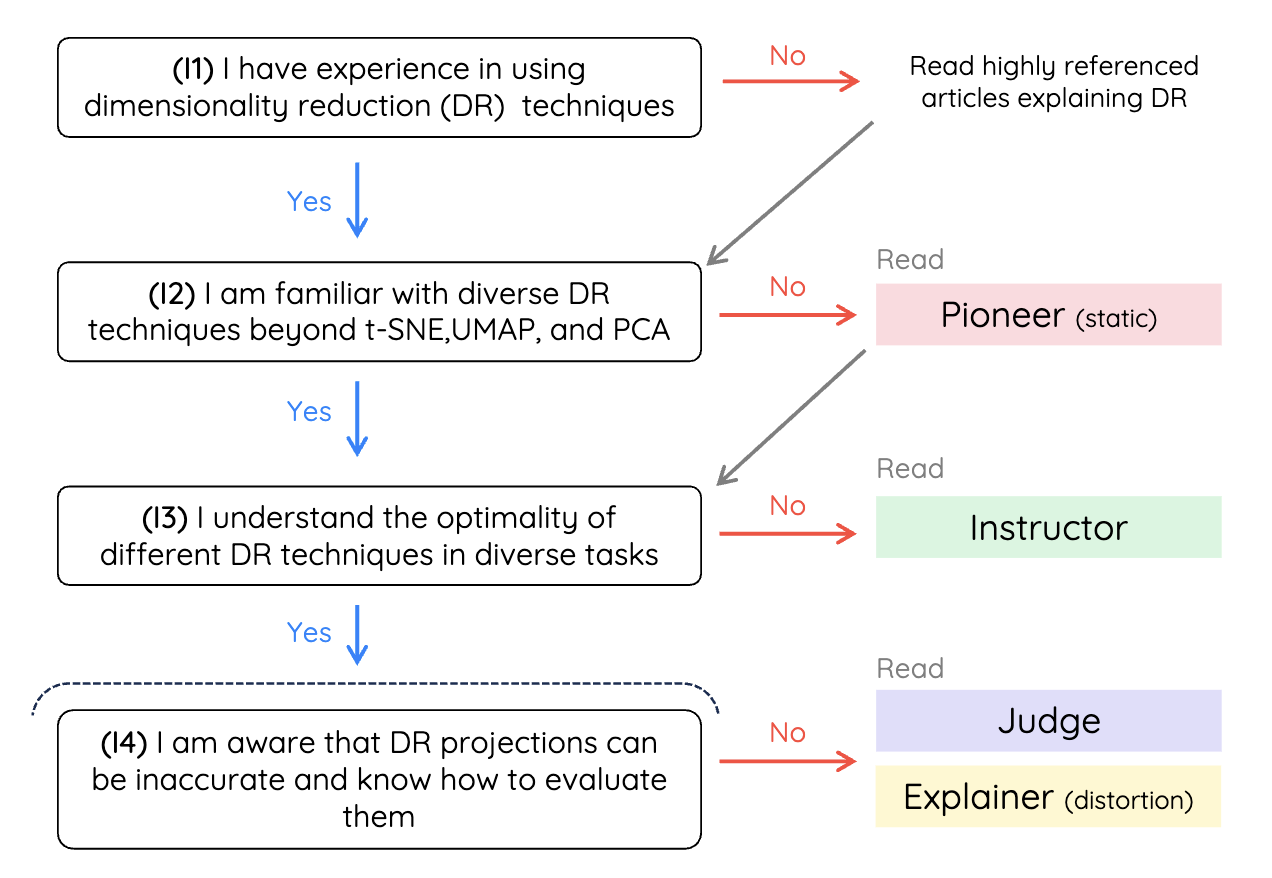 (I1) I have experience in using
dimensionality reduction (DR) techniques
No
Read highly referenced
articles explaining DR
Yes
(I2) I am familiar with diverse DR
techniques beyond t-SNE,UMAP, and PCA
No
Read
Pioneer (static)
Yes
(I3) I understand the optimality of
different DR techniques in diverse tasks
No
Read
Instructor
Yes
(I4) I am aware that DR projections can
be inaccurate and know how to evaluate
them
No
Read
Judge
Explainer (distortion)